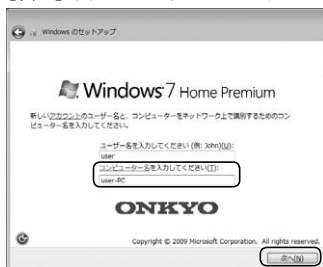 Windows のセットアップ
Windows 7 Home Premium
新しいアカウントのユーザー名と、コンピューターをネットワーク上で識別するためのコン
ピューター名を入力してください。
ユーザー名を入力してください (例: John)(U):
user
コンピューター名を入力してください(T):
user-PC
ONKYO
Copyright © 2009 Microsoft Corporation. All rights reserved.
次へ(N)